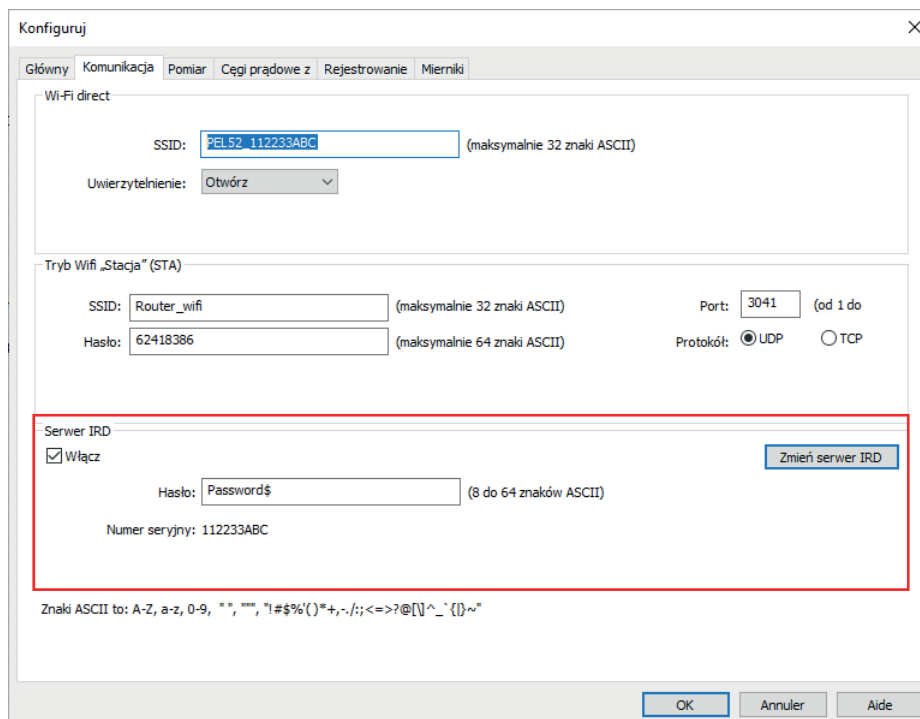 Konfiguruj
Główny Komunikacja Pomiar Cęgi prądowe z Rejestrowanie Mierniki
Wi-Fi direct
SSID: PEL52_112233ABC (maksymalnie 32 znaki ASCII)
Uwierzytelnienie: Otwórz
Tryb Wifi „Stacja” (STA)
SSID: Router_wifi (maksymalnie 32 znaki ASCII) Port: 3041 (od 1 do
Hasło: 62418386 (maksymalnie 64 znaki ASCII) Protokół: UDP TCP
Serwer IRD
Włącz Zmień serwer IRD
Hasło: Password$ (8 do 64 znaków ASCII)
Numer seryjny: 112233ABC
Znaki ASCII to: A-Z, a-z, 0-9, " ", """, "!#$%'()*+,-./:;<=>?@[\]^_`{|}~"
OK Annuler Aide